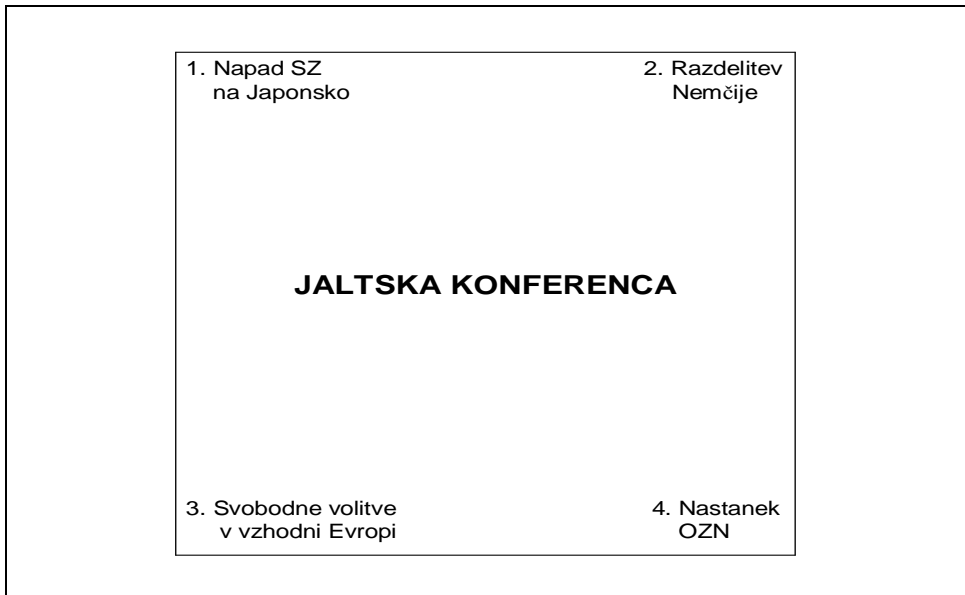 1. Napad SZ
na Japonsko
2. Razdelitev
Nemčije
JALTSKA KONFERENCA
3. Svobodne volitve
v vzhodni Evropi
4. Nastanek
OZN